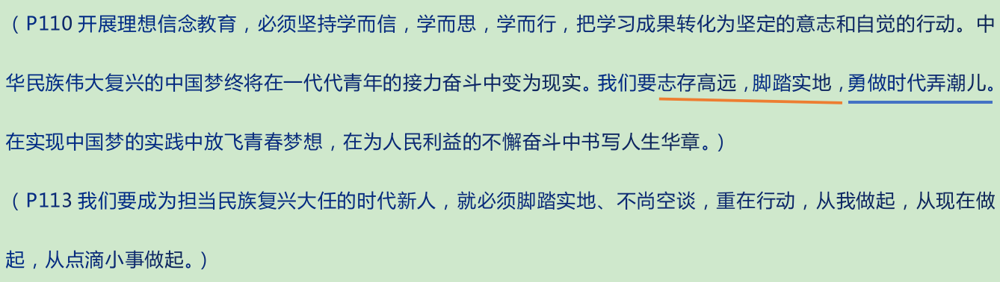 （P110 开展理想信念教育，必须坚持学而信，学而思，学而行，把学习成果转化为坚定的意志和自觉的行动。中
华民族伟大复兴的中国梦终将在一代代青年的接力奋斗中变为现实。我们要志存高远，脚踏实地，勇做时代弄潮儿。
在实现中国梦的实践中放飞青春梦想，在为人民利益的不懈奋斗中书写人生华章。)
（P113 我们要成为担当民族复兴大任的时代新人，就必须脚踏实地、不尚空谈，重在行动，从我做起，从现在做
起，从点滴小事做起。)